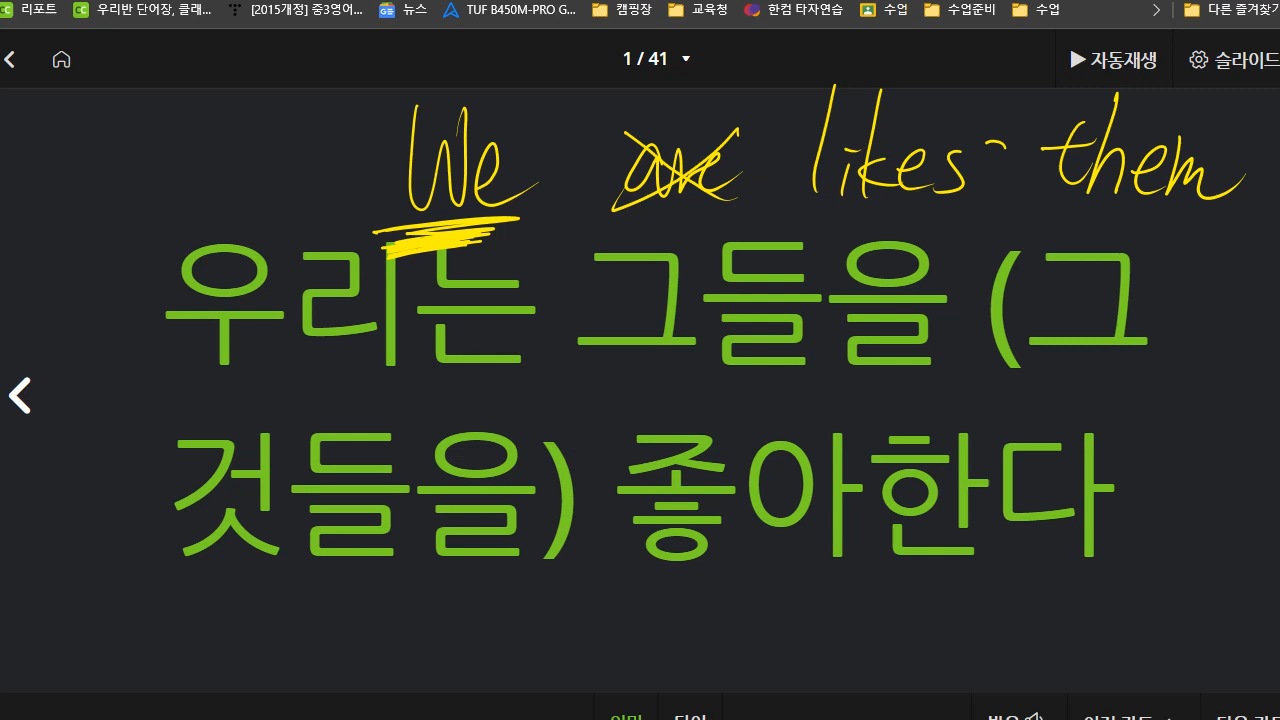 리포트 우리반 단어장, 클래... [2015개정] 중3영어... 뉴스 TUF B450M-PRO G... 캠핑장 교육청 한컴 타자연습 수업 수업준비 수업 다른 즐겨찾기
1 / 41 자동재생 슬라이드
We are likes them
우리는 그들을 (그
것들을) 좋아한다